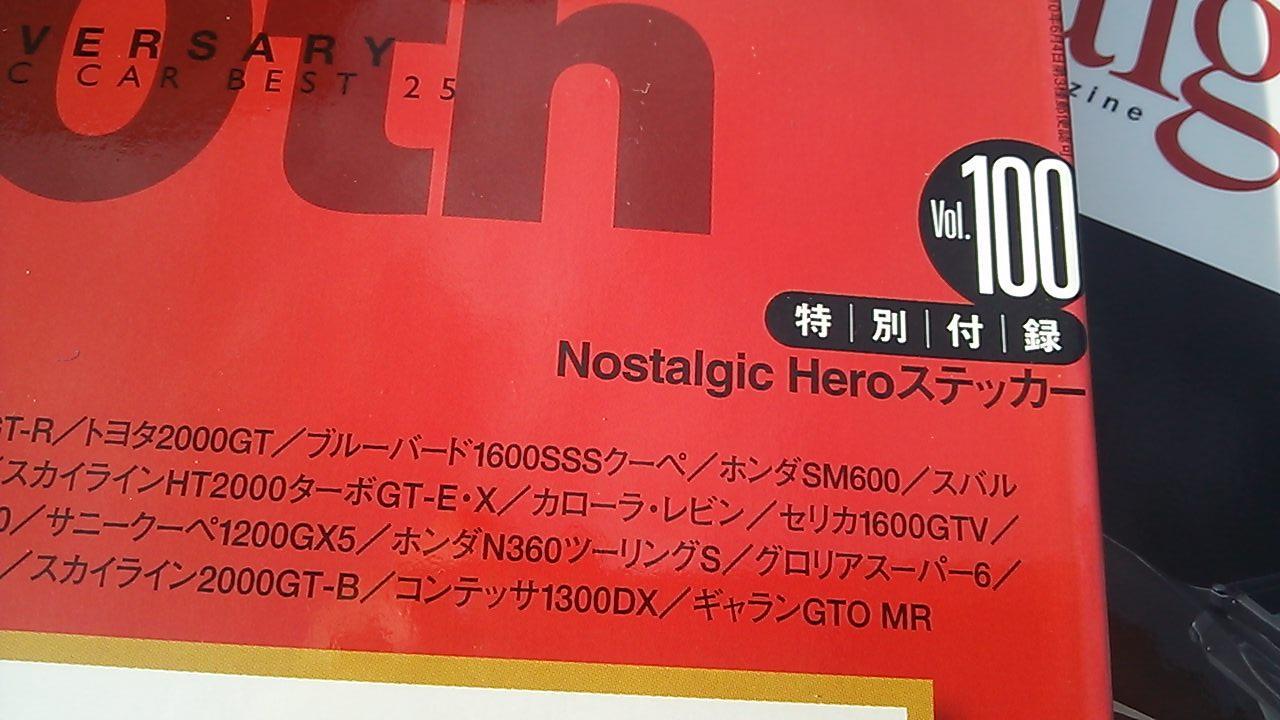 VERSARY
C CAR BEST 25
0th
zine
Vol.100
特別付録
Nostalgic Heroステッカー
GT-R／トヨタ2000GT／ブルーバード1600SSSクーペ／ホンダSM600／スバル
／スカイラインHT2000ターボGT-E・X／カローラ・レビン／セリカ1600GTV／
0／サニークーペ1200GX5／ホンダN360ツーリングS／グロリアスーパー6／
／スカイライン2000GT-B／コンテッサ1300DX／ギャランGTO MR